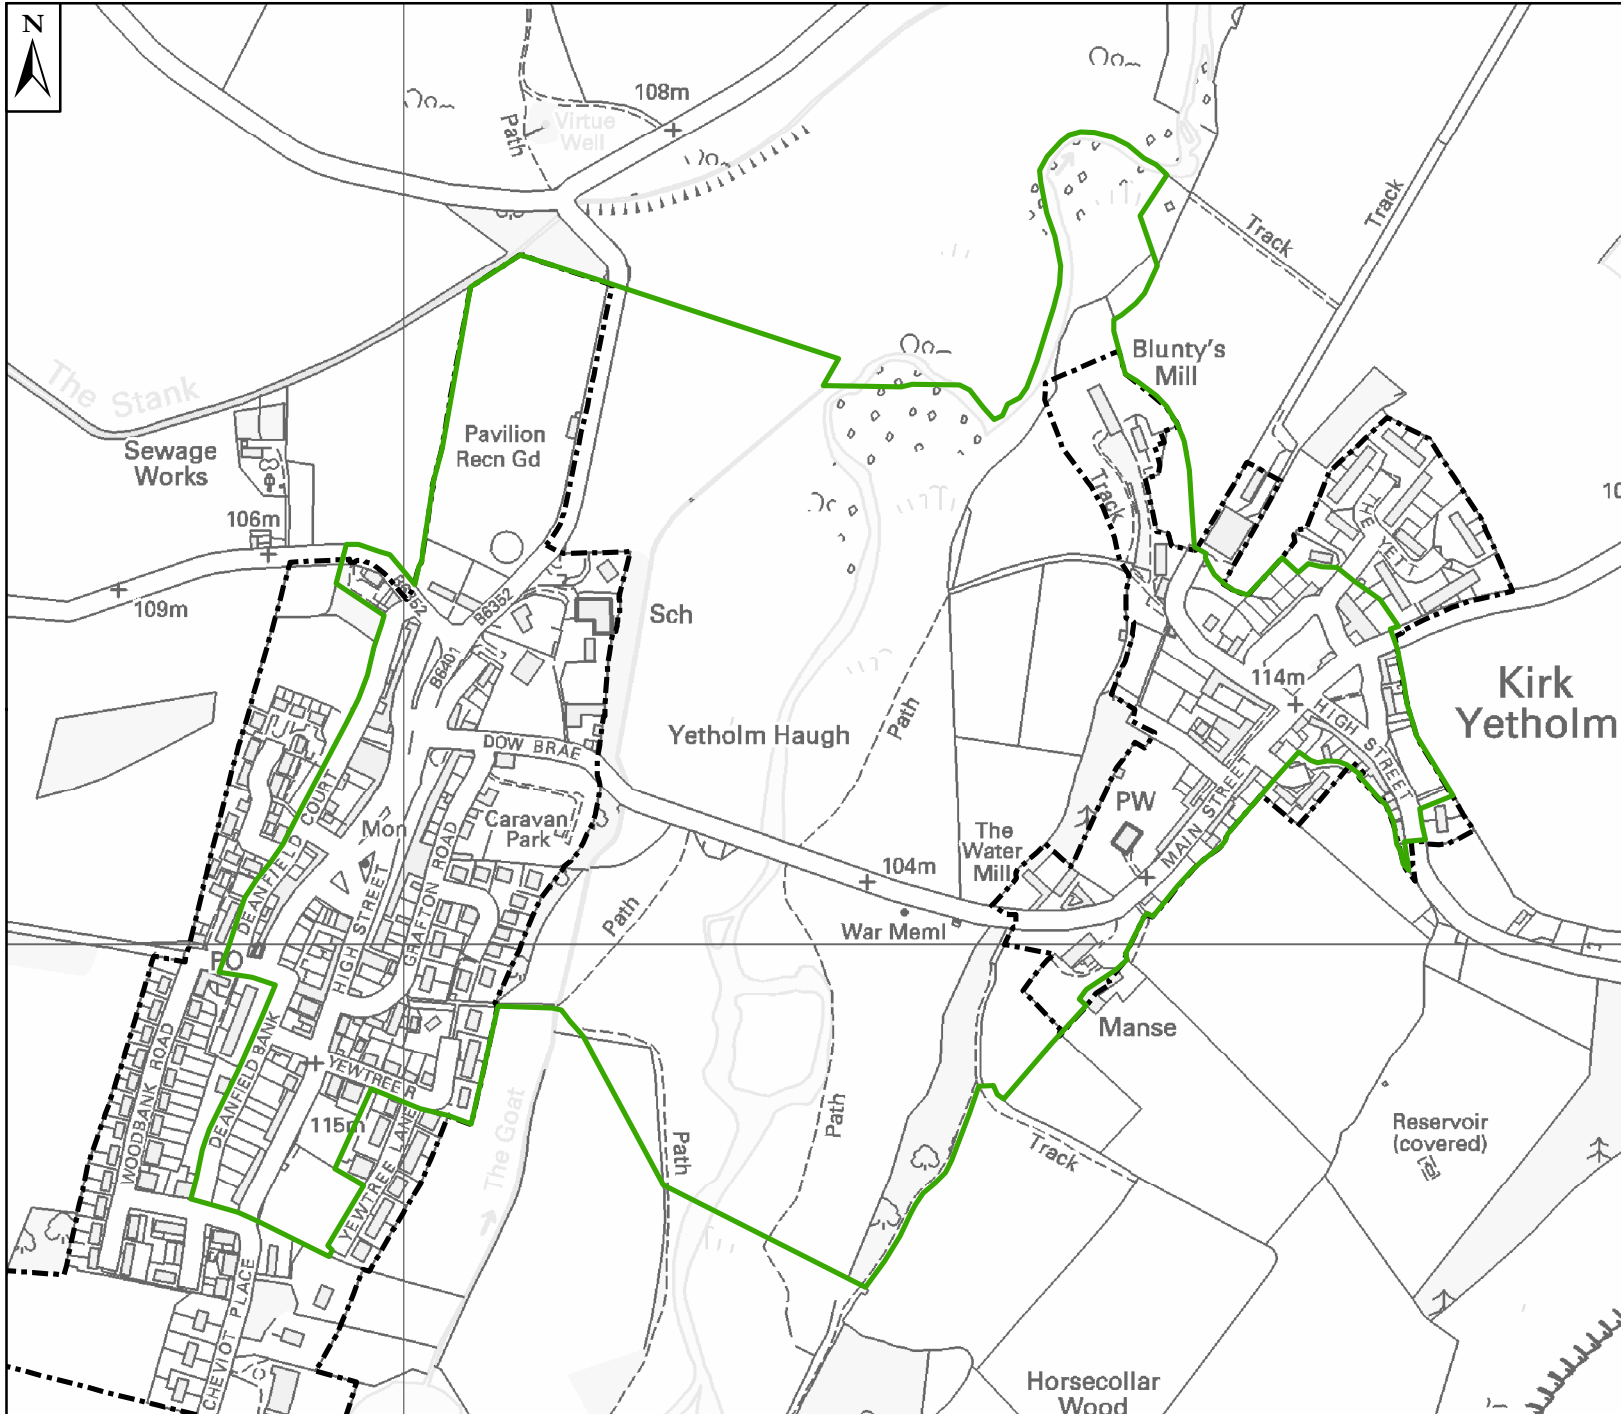 N
108m
Path
Virtue
Well
Track
Track
The Stank
Blunty's
Mill
Pavilion
Recn Gd
Sewage
Works
Track
106m
THE YETT
10
109m
B6352
B6352
Sch
B6401
114m
Kirk
Yetholm
HIGH STREET
Path
Yetholm Haugh
DOW BRAE
PW
MAIN STREET
DEANFIELD COURT
Mon
Caravan
Park
The
Water
Mill
104m
GRAFTON ROAD
HIGH STREET
Path
War Meml
PO
Manse
WOODBANK ROAD
DEANFIELD BANK
YEWTREE
115m
YEWTREE LANE
The Goat
Path
Path
Track
Reservoir
(covered)
CHEVIOT PLACE
Horsecollar
Wood